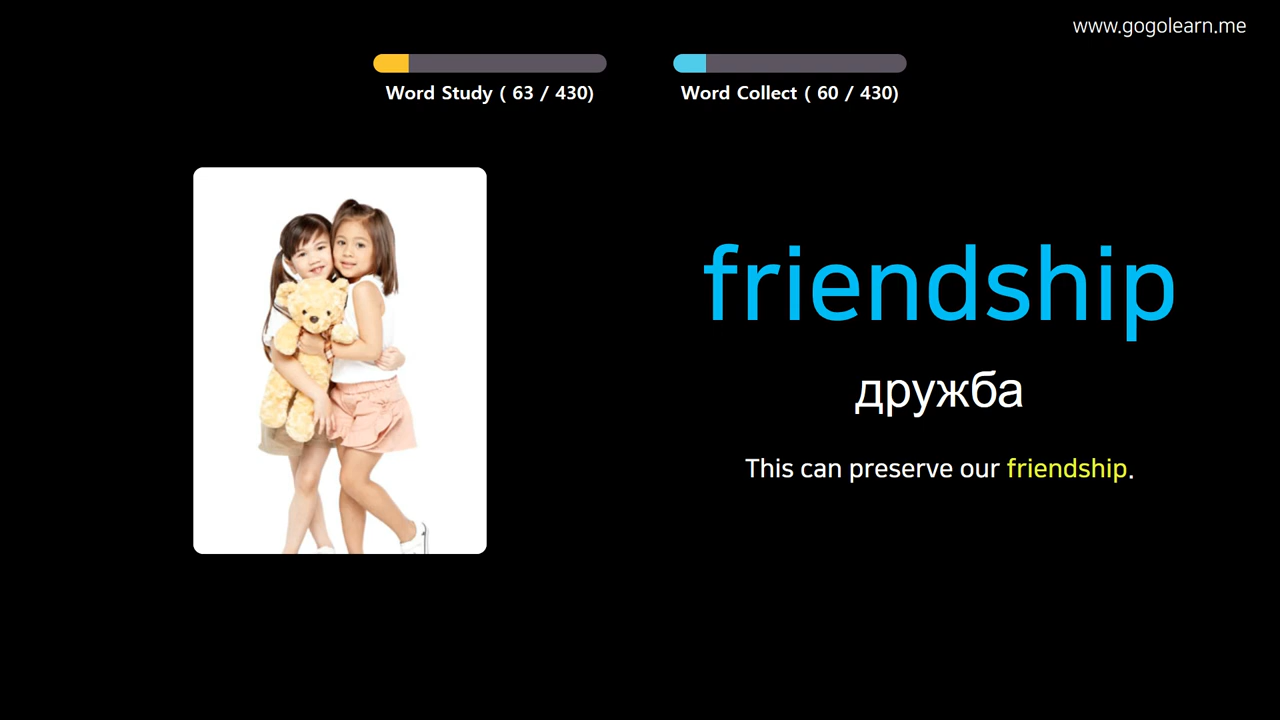 www.gogolearn.me
Word Study ( 63 / 430)
Word Collect ( 60 / 430)
friendship
дружба
This can preserve our friendship.